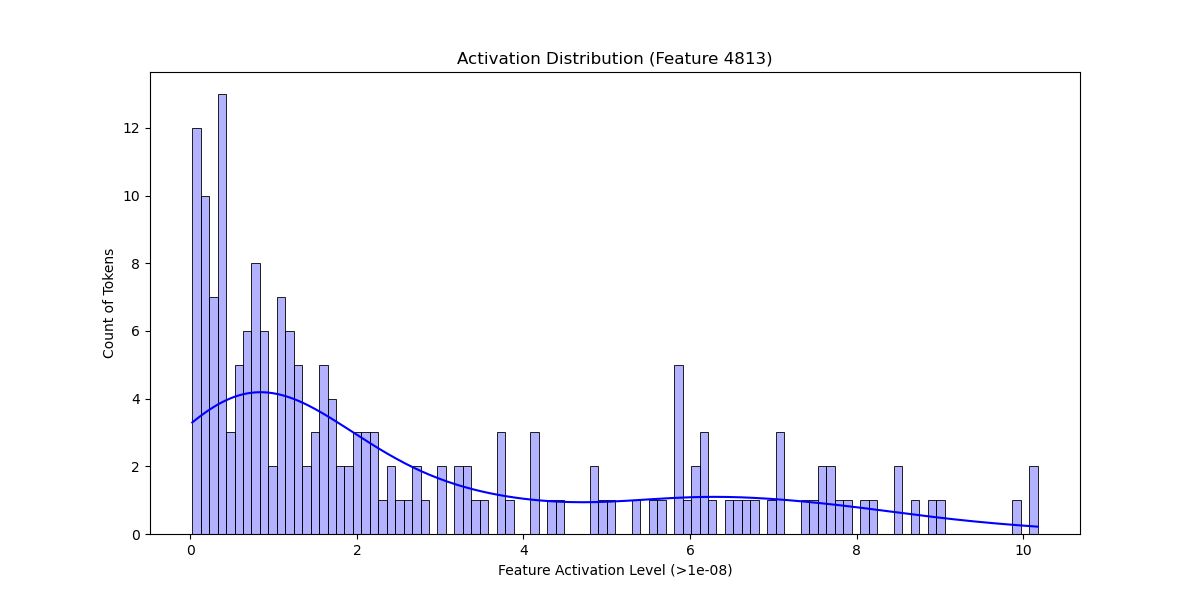 Activation Distribution (Feature 4813)
Count of Tokens
12
10
8
6
4
2
0
0 2 4 6 8 10
Feature Activation Level (>1e-08)